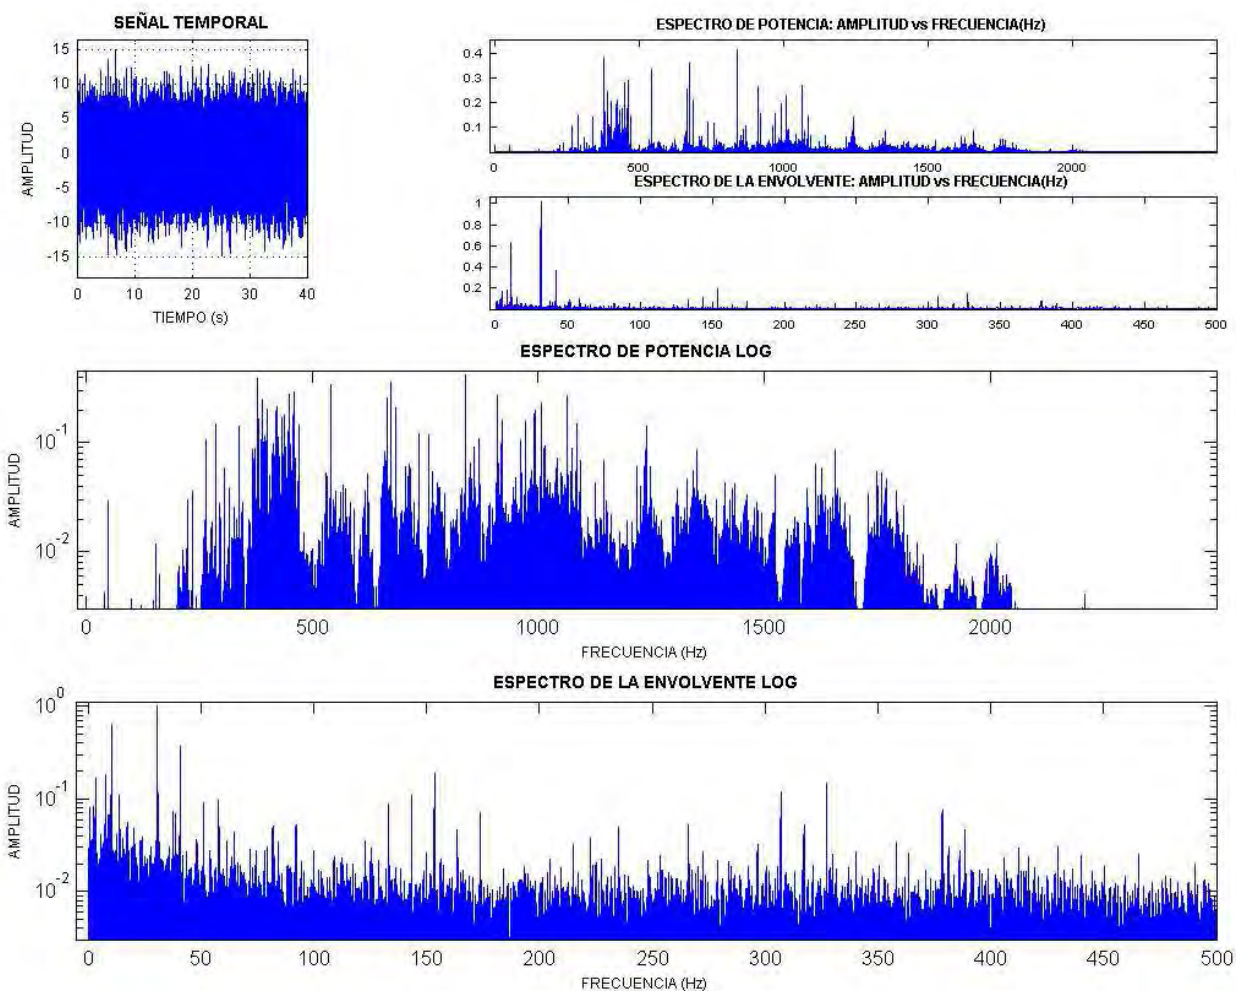 SEÑAL TEMPORAL
15
10
5
0
-5
-10
-15
AMPLITUD
0 10 20 30 40
TIEMPO (s)
ESPECTRO DE POTENCIA: AMPLITUD vs FRECUENCIA(Hz)
0.4
0.3
0.2
0.1
0 500 1000 1500 2000
ESPECTRO DE LA ENVOLVENTE: AMPLITUD vs FRECUENCIA(Hz)
1
0.8
0.6
0.4
0.2
0 50 100 150 200 250 300 350 400 450 500
ESPECTRO DE POTENCIA LOG
AMPLITUD
10^-1
10^-2
0 500 1000 1500 2000
FRECUENCIA (Hz)
ESPECTRO DE LA ENVOLVENTE LOG
AMPLITUD
10^0
10^-1
10^-2
0 50 100 150 200 250 300 350 400 450 500
FRECUENCIA (Hz)